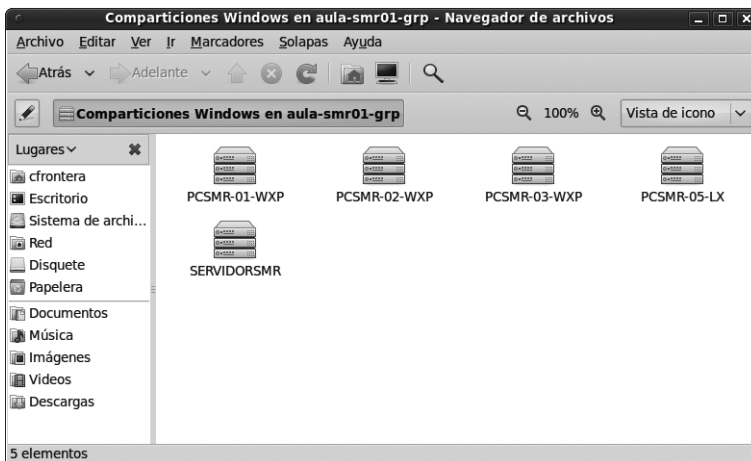 Comparticiones Windows en aula-smr01-grp - Navegador de archivos
Archivo Editar Ver Ir Marcadores Solapas Ayuda
Atrás Adelante
Comparticiones Windows en aula-smr01-grp 100% Vista de icono
Lugares
cfrontera
Escritorio
Sistema de archi...
Red
Disquete
Papelera
Documentos
Música
Imágenes
Videos
Descargas
PCSMR-01-WXP PCSMR-02-WXP PCSMR-03-WXP PCSMR-05-LX
SERVIDORSMR
5 elementos